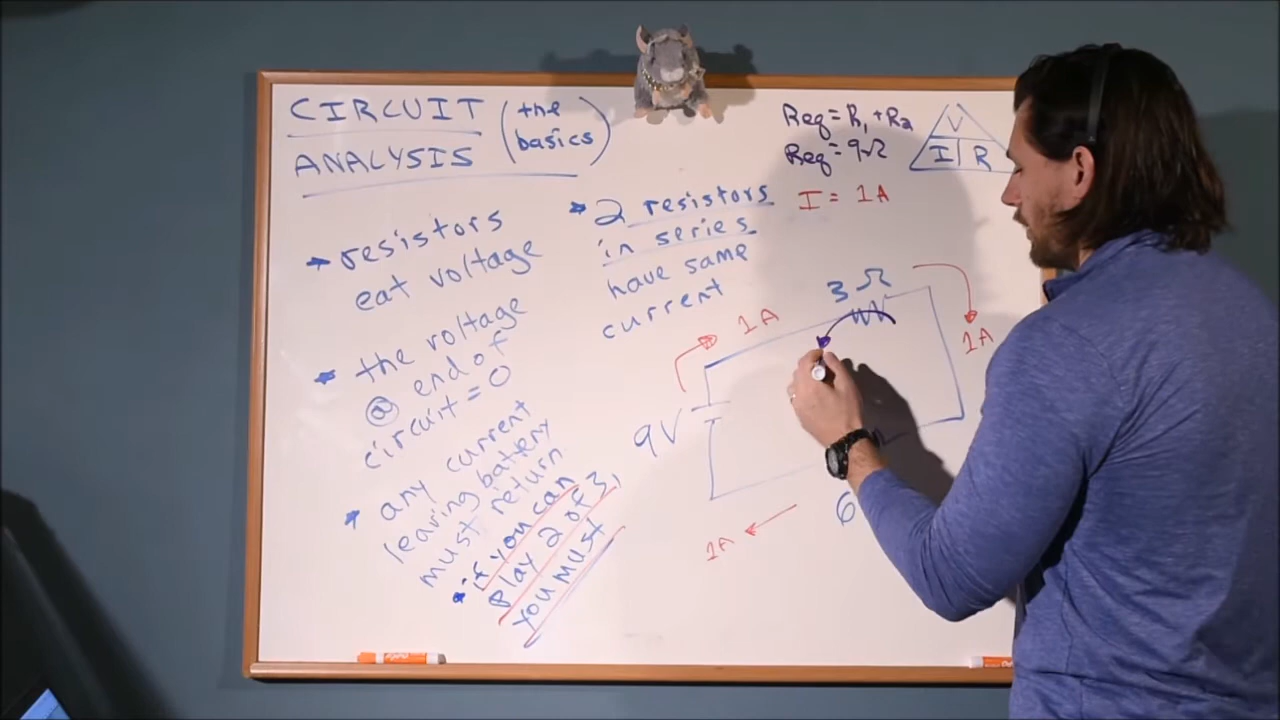 CIRCUIT (the
ANALYSIS basics)
resistors
eat voltage
the voltage
@ end of
circuit = 0
any current
leaving battery
must return
if you can
play 2 of 3,
you must
2 resistors
in series
have same
current
Req = R1 + R2
Req = 9Ω
I = 1A
V
I R
3 Ω
1A
1A
9V
6
1A
EXPO